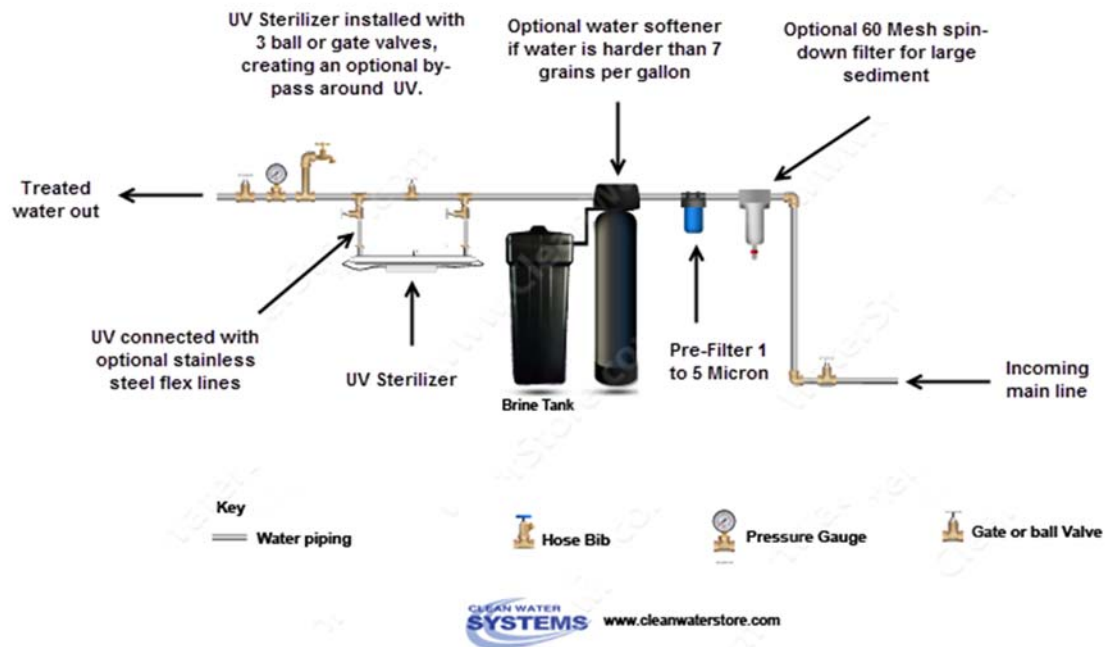 UV Sterilizer installed with
3 ball or gate valves,
creating an optional by-
pass around UV.
Optional water softener
if water is harder than 7
grains per gallon
Optional 60 Mesh spin-
down filter for large
sediment
Treated
water out
UV connected with
optional stainless
steel flex lines
UV Sterilizer
Brine Tank
Pre-Filter 1
to 5 Micron
Incoming
main line
Key
Water piping
Hose Bib
Pressure Gauge
Gate or ball Valve
CLEAN WATER
SYSTEMS
www.cleanwaterstore.com